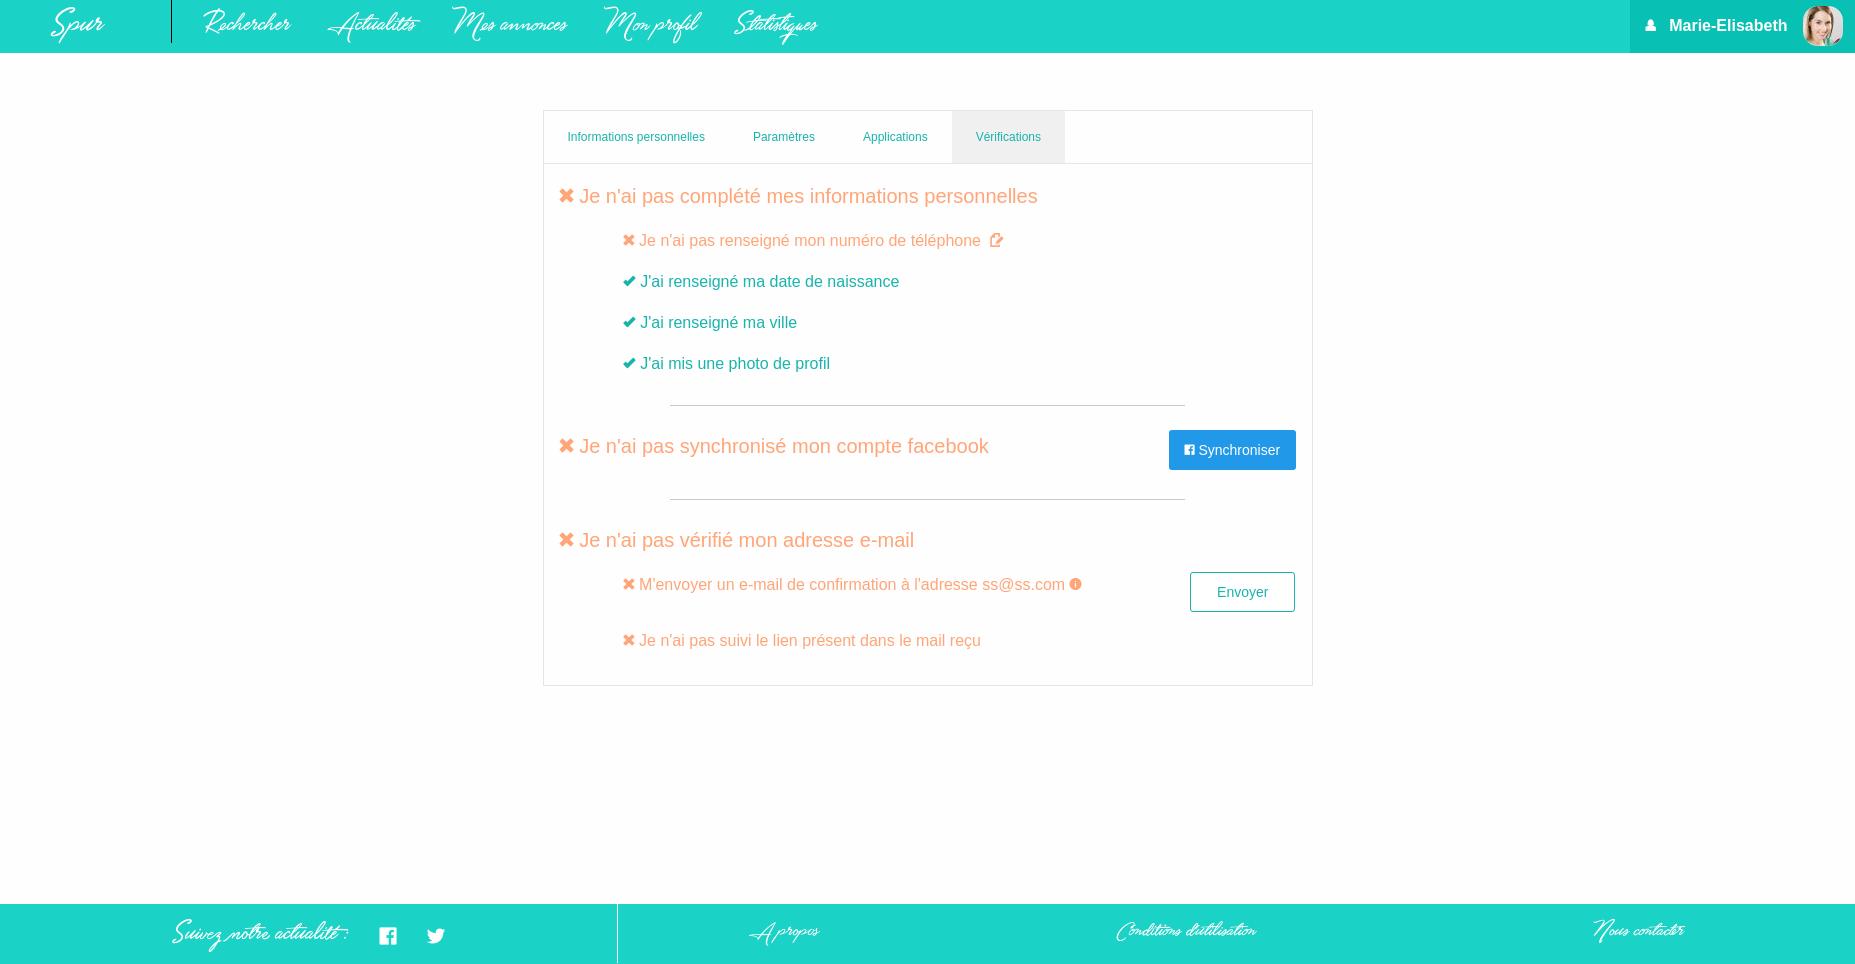 Spur
Rechercher
Actualités
Mes annonces
Mon profil
Statistiques
Marie-Elisabeth
Informations personnelles
Paramètres
Applications
Vérifications
Je n'ai pas complété mes informations personnelles
Je n'ai pas renseigné mon numéro de téléphone
J'ai renseigné ma date de naissance
J'ai renseigné ma ville
J'ai mis une photo de profil
Je n'ai pas synchronisé mon compte facebook
Synchroniser
Je n'ai pas vérifié mon adresse e-mail
M'envoyer un e-mail de confirmation à l'adresse ss@ss.com
Envoyer
Je n'ai pas suivi le lien présent dans le mail reçu
Suivez notre actualité :
A propos
Conditions d'utilisation
Nous contacter